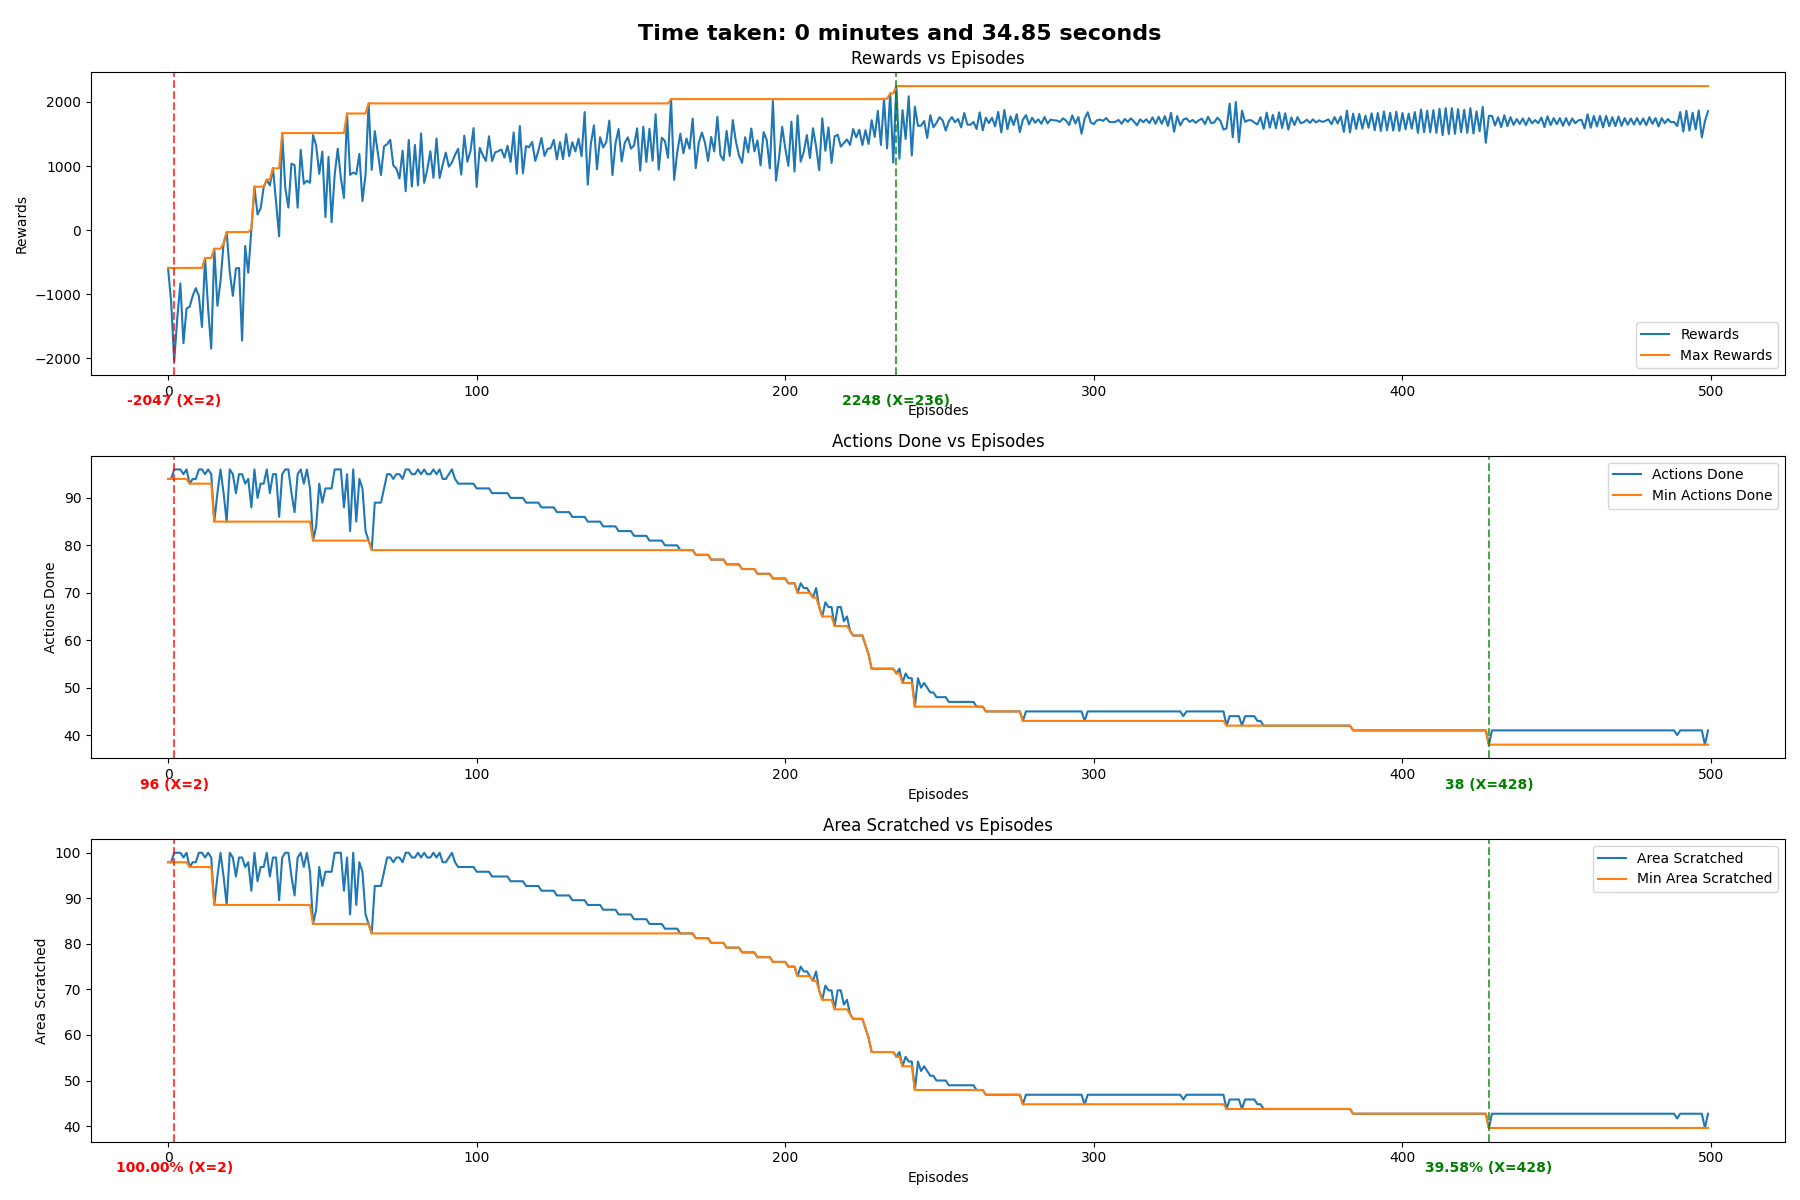 Time taken: 0 minutes and 34.85 seconds
Rewards vs Episodes
Rewards
2000
1000
0
−1000
−2000
Rewards
Max Rewards
0 100 200 300 400 500
-2047 (X=2)
2248 (X=236)
Episodes
Actions Done vs Episodes
Actions Done
90
80
70
60
50
40
Actions Done
Min Actions Done
0 100 200 300 400 500
96 (X=2)
38 (X=428)
Episodes
Area Scratched vs Episodes
Area Scratched
100
90
80
70
60
50
40
Area Scratched
Min Area Scratched
0 100 200 300 400 500
100.00% (X=2)
39.58% (X=428)
Episodes